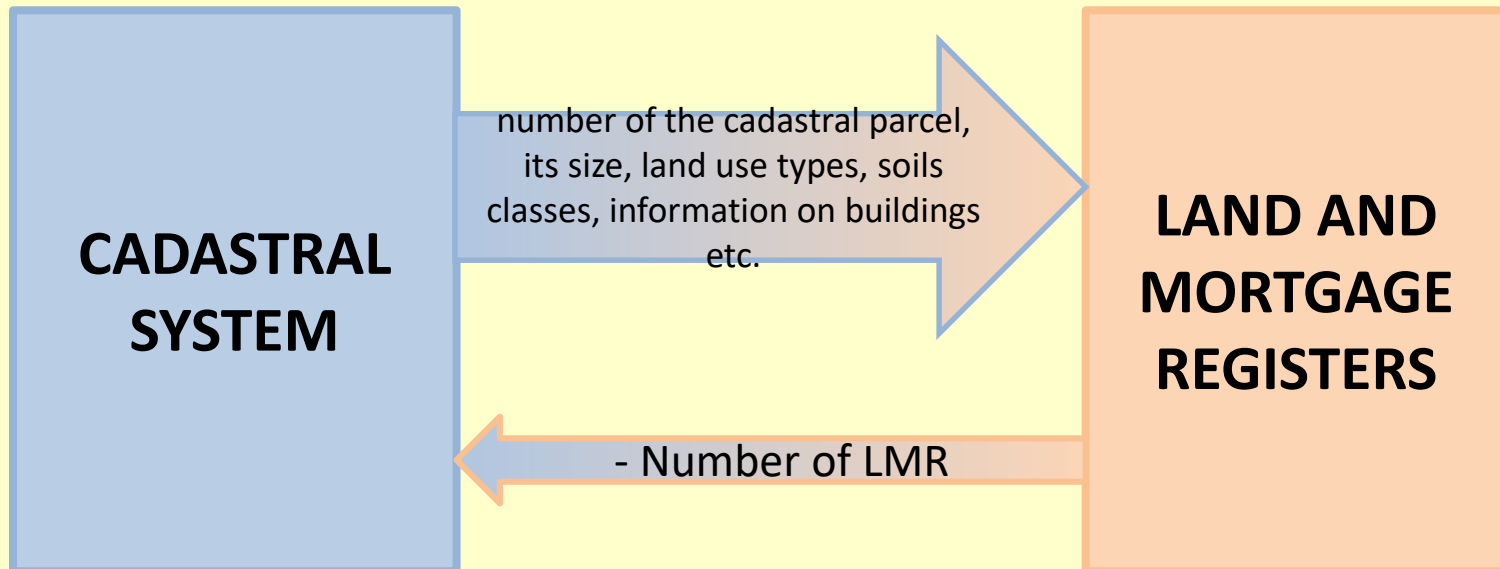 CADASTRAL
SYSTEM
number of the cadastral parcel,
its size, land use types, soils
classes, information on buildings
etc.
- Number of LMR
LAND AND
MORTGAGE
REGISTERS